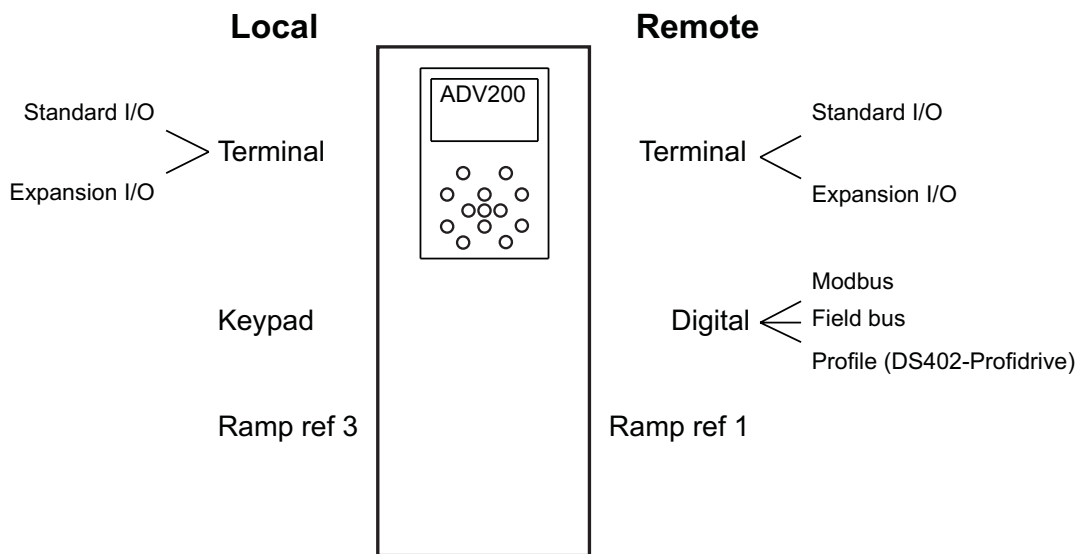 Local
Remote
ADV200
Standard I/O
Terminal
Expansion I/O
Terminal
Standard I/O
Expansion I/O
Keypad
Digital
Modbus
Field bus
Profile (DS402-Profidrive)
Ramp ref 3
Ramp ref 1